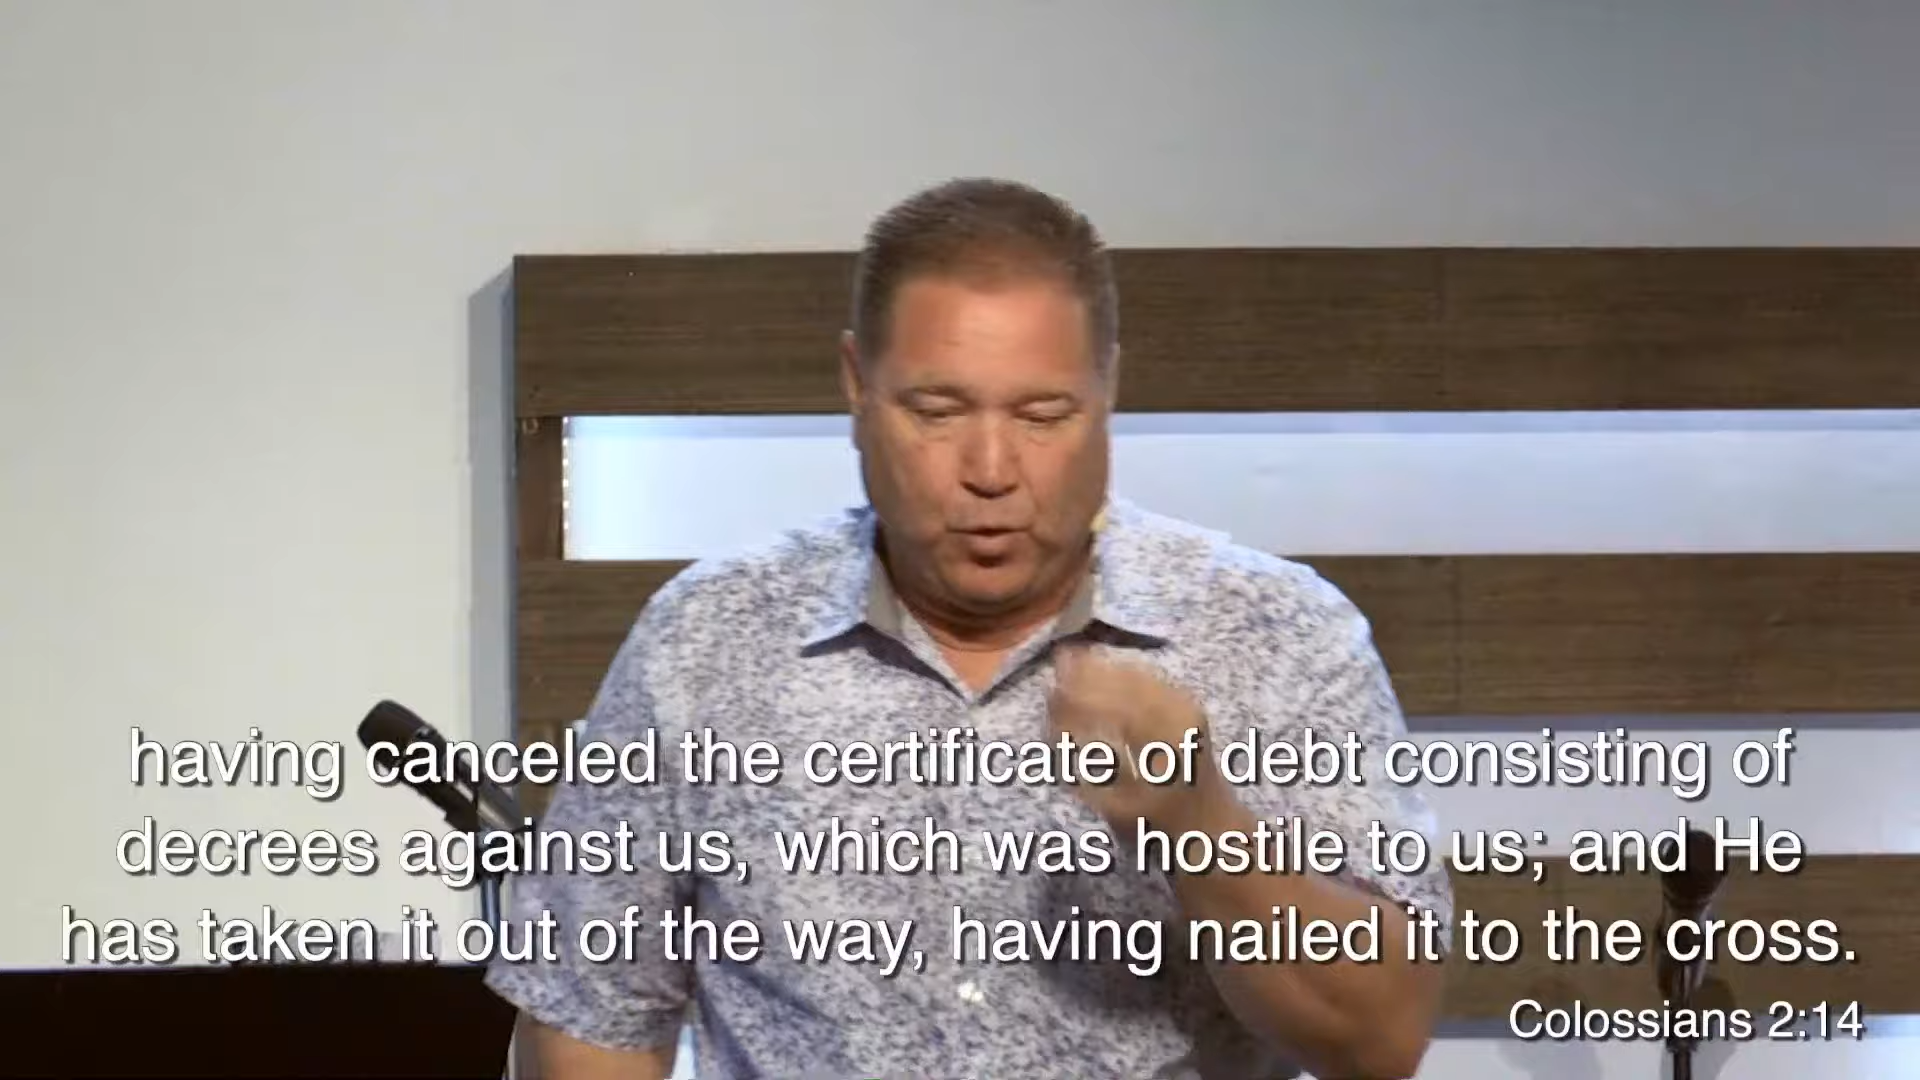 having canceled the certificate of debt consisting of
decrees against us, which was hostile to us; and He
has taken it out of the way, having nailed it to the cross.
Colossians 2:14